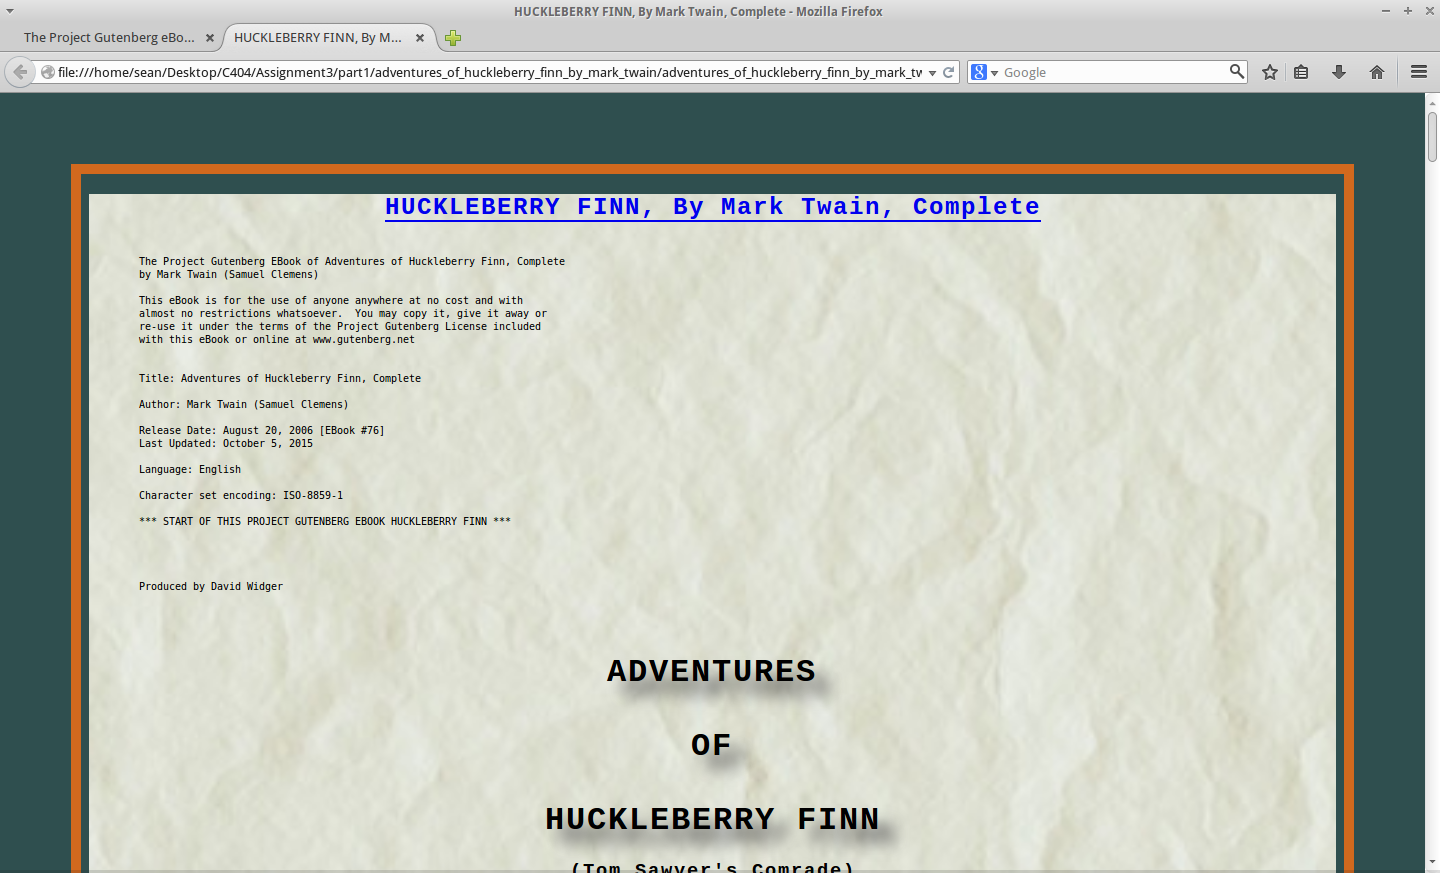 HUCKLEBERRY FINN, By Mark Twain, Complete - Mozilla Firefox
The Project Gutenberg eBo...
HUCKLEBERRY FINN, By M...
file:///home/sean/Desktop/C404/Assignment3/part1/adventures_of_huckleberry_finn_by_mark_twain/adventures_of_huckleberry_finn_by_mark_tw
Google
HUCKLEBERRY FINN, By Mark Twain, Complete
The Project Gutenberg EBook of Adventures of Huckleberry Finn, Complete
by Mark Twain (Samuel Clemens)
This eBook is for the use of anyone anywhere at no cost and with
almost no restrictions whatsoever.  You may copy it, give it away or
re-use it under the terms of the Project Gutenberg License included
with this eBook or online at www.gutenberg.net
Title: Adventures of Huckleberry Finn, Complete
Author: Mark Twain (Samuel Clemens)
Release Date: August 20, 2006 [EBook #76]
Last Updated: October 5, 2015
Language: English
Character set encoding: ISO-8859-1
*** START OF THIS PROJECT GUTENBERG EBOOK HUCKLEBERRY FINN ***
Produced by David Widger
ADVENTURES
OF
HUCKLEBERRY FINN
(Tom Sawyer's Comrade)